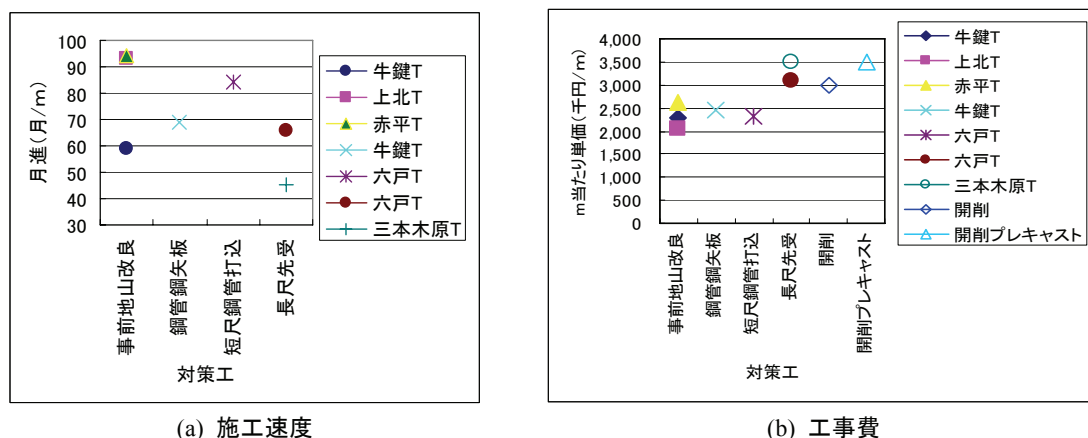 100
90
80
70
60
50
40
30
月進(月/m)
事前地山改良
鋼管鋼矢板
短尺鋼管打込
長尺先受
対策工
牛鍵T
上北T
赤平T
牛鍵T
六戸T
六戸T
三本木原T
(a) 施工速度
4,000
3,500
3,000
2,500
2,000
1,500
1,000
500
0
m当たり単価(千円/m)
事前地山改良
鋼管鋼矢板
短尺鋼管打込
長尺先受
開削
開削プレキャスト
対策工
牛鍵T
上北T
赤平T
牛鍵T
六戸T
六戸T
三本木原T
開削
開削プレキャスト
(b) 工事費